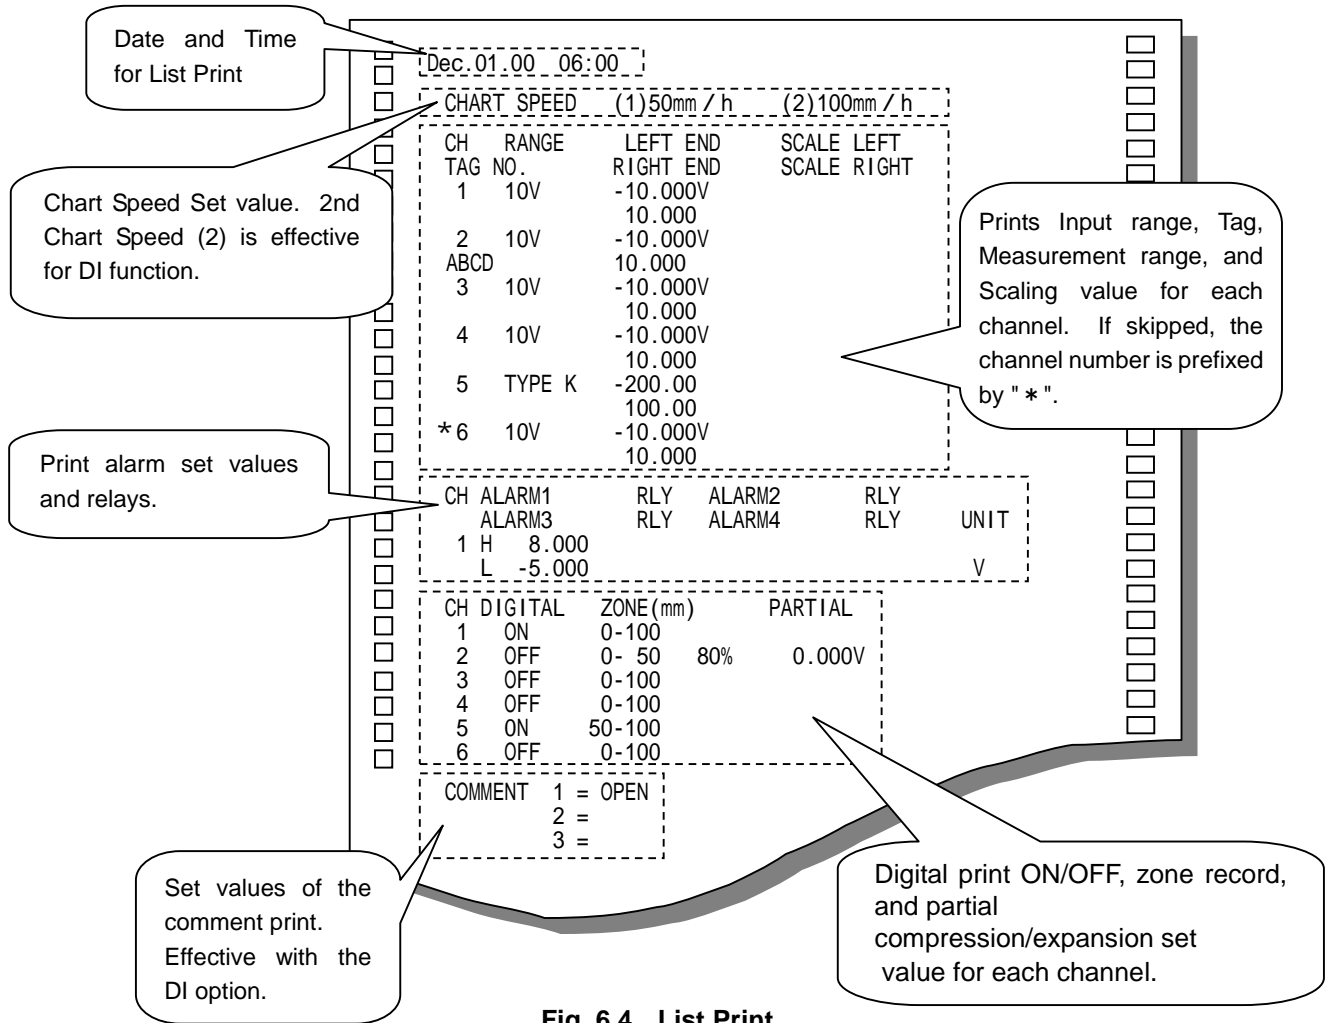 Date and Time
for List Print
Dec.01.00 06:00
CHART SPEED (1)50mm/h (2)100mm/h
CH RANGE LEFT END SCALE LEFT
TAG NO. RIGHT END SCALE RIGHT
1 10V -10.000V
10.000
2 10V -10.000V
ABCD 10.000
3 10V -10.000V
10.000
4 10V -10.000V
10.000
5 TYPE K -200.00
100.00
*6 10V -10.000V
10.000
Chart Speed Set value. 2nd
Chart Speed (2) is effective
for DI function.
Prints Input range, Tag,
Measurement range, and
Scaling value for each
channel. If skipped, the
channel number is prefixed
by "*".
Print alarm set values
and relays.
CH ALARM1 RLY ALARM2 RLY
ALARM3 RLY ALARM4 RLY UNIT
1 H 8.000
L -5.000 V
CH DIGITAL ZONE(mm) PARTIAL
1 ON 0-100
2 OFF 0- 50 80% 0.000V
3 OFF 0-100
4 OFF 0-100
5 ON 50-100
6 OFF 0-100
COMMENT 1 = OPEN
2 =
3 =
Set values of the
comment print.
Effective with the
DI option.
Digital print ON/OFF, zone record,
and partial
compression/expansion set
value for each channel.
Fig. 6.4 List Print